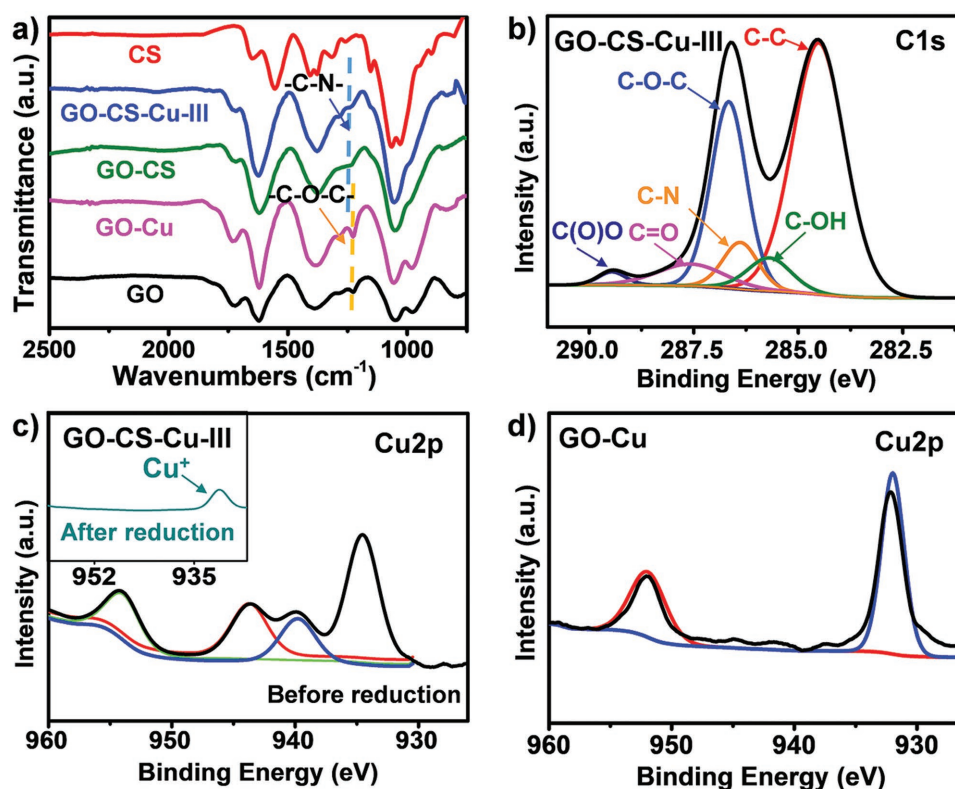 a)
CS
-C-N-
GO-CS-Cu-III
GO-CS
-C-O-C-
GO-Cu
GO
Transmittance (a.u.)
2500 2000 1500 1000
Wavenumbers (cm⁻¹)
b)
GO-CS-Cu-III
C-C
C1s
C-O-C
C-N
C(O)O
C=O
C-OH
Intensity (a.u.)
290.0 287.5 285.0 282.5
Binding Energy (eV)
c)
GO-CS-Cu-III
Cu2p
Cu⁺
After reduction
952 935
Before reduction
Intensity (a.u.)
960 950 940 930
Binding Energy (eV)
d)
GO-Cu
Cu2p
Intensity (a.u.)
960 950 940 930
Binding Energy (eV)